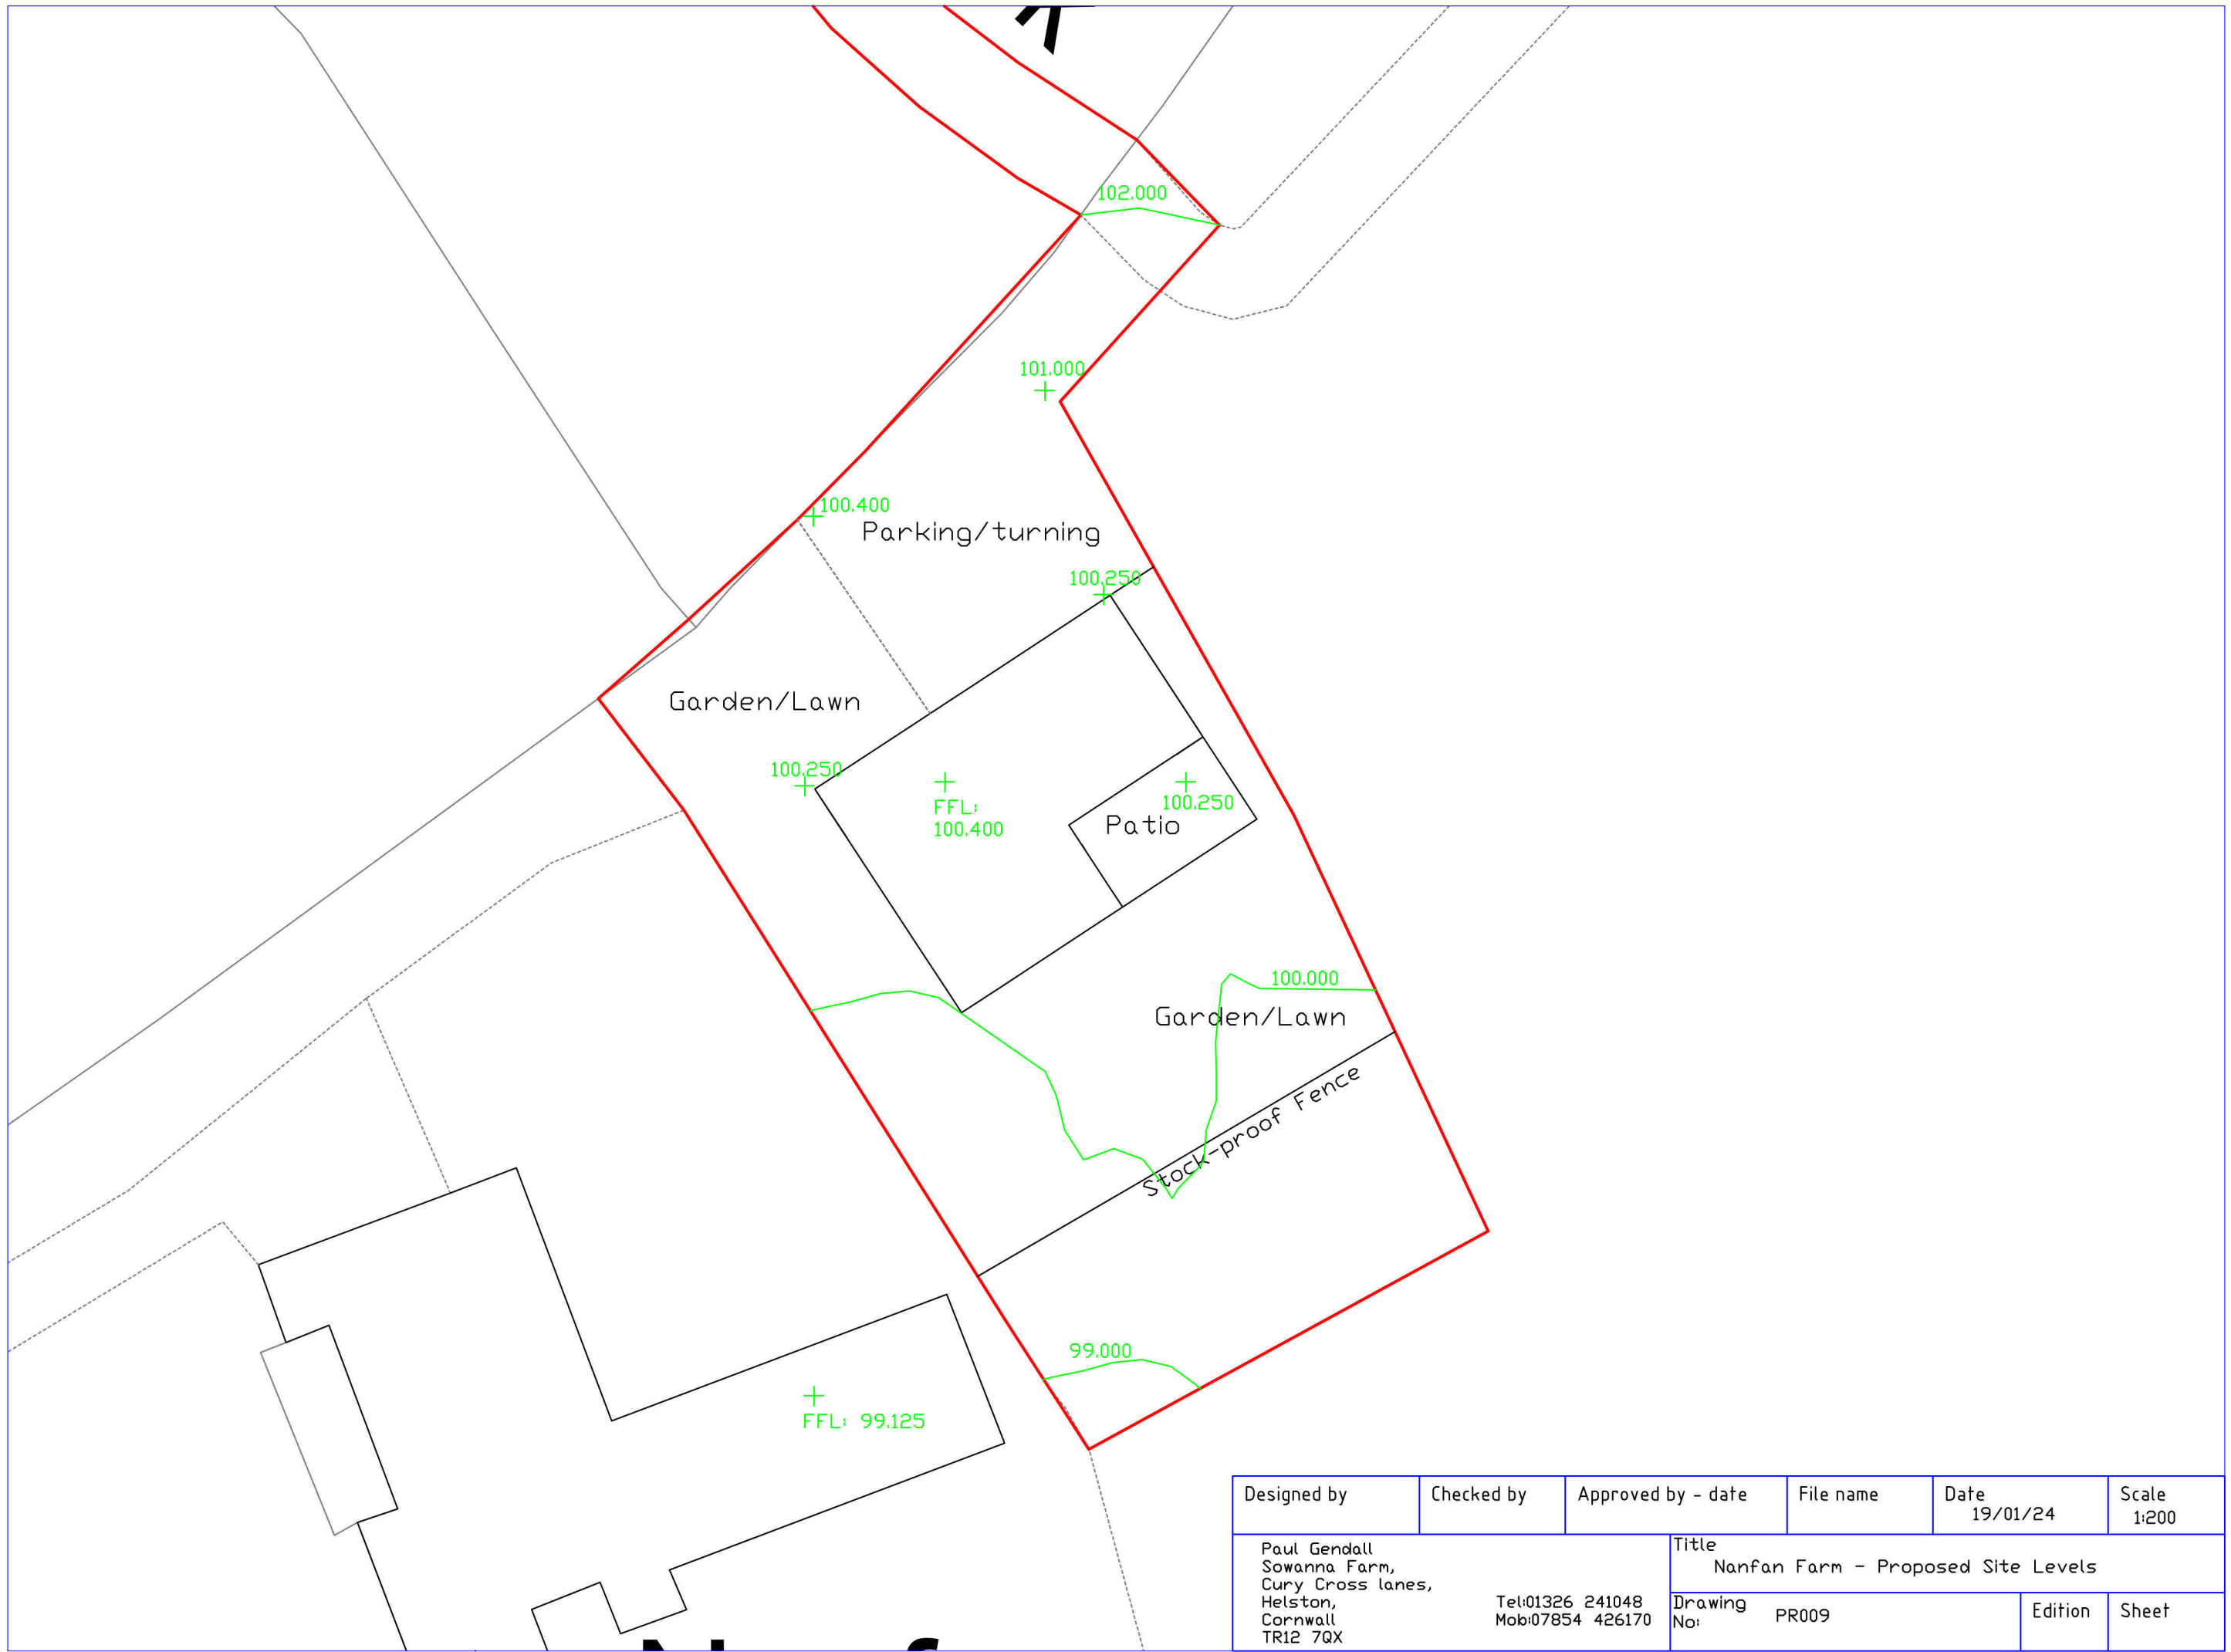 102.000
101.000
100.400
Parking/turning
100.250
Garden/Lawn
100.250
FFL:
100.400
100.250
Patio
100.000
Garden/Lawn
Stock-proof Fence
99.000
FFL: 99.125
Designed by
Checked by
Approved by - date
File name
Date
19/01/24
Scale
1:200
Paul Gendall
Sowanna Farm,
Cury Cross lanes,
Helston,
Cornwall
TR12 7QX
Tel:01326 241048
Mob:07854 426170
Title
Nanfan Farm - Proposed Site Levels
Drawing
No:
PR009
Edition
Sheet